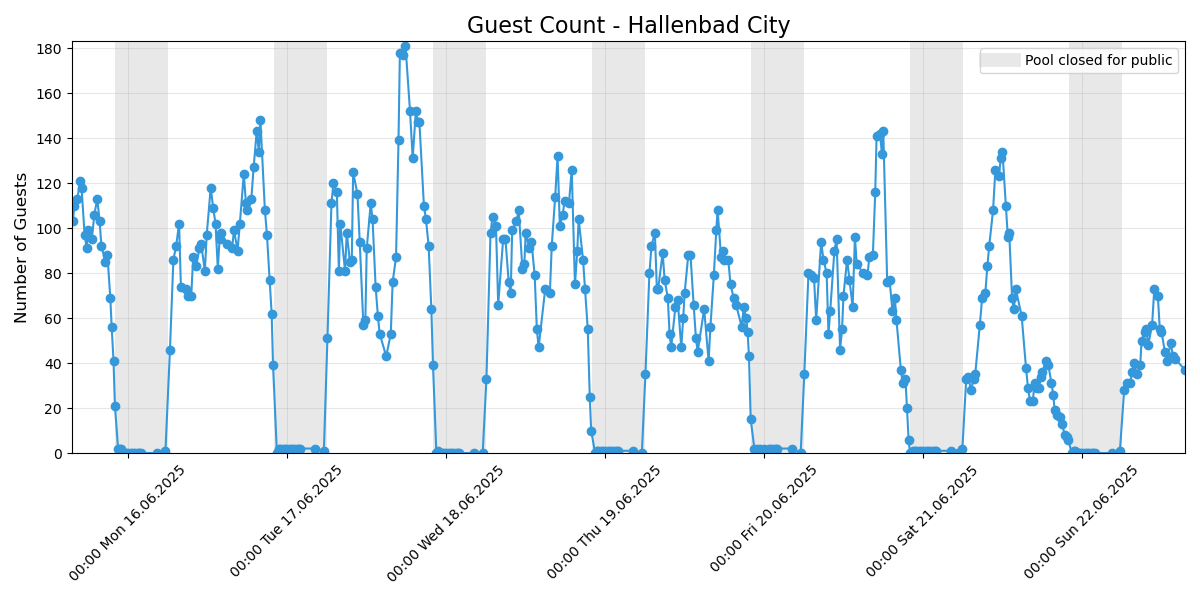 Guest Count - Hallenbad City
Pool closed for public
Number of Guests
180
160
140
120
100
80
60
40
20
0
00:00 Mon 16.06.2025
00:00 Tue 17.06.2025
00:00 Wed 18.06.2025
00:00 Thu 19.06.2025
00:00 Fri 20.06.2025
00:00 Sat 21.06.2025
00:00 Sun 22.06.2025